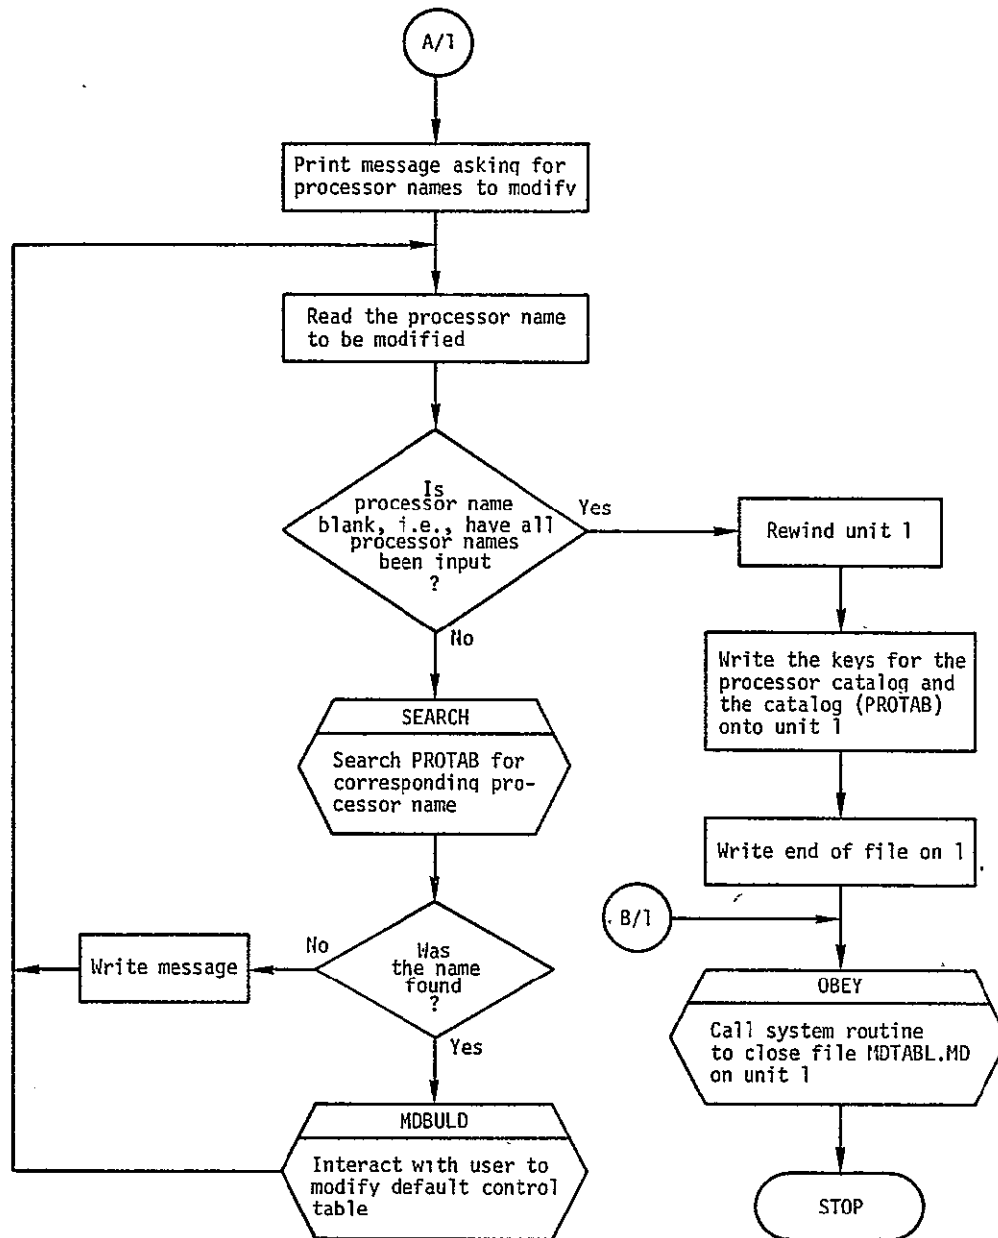 A/1
Print message asking for
processor names to modify
Read the processor name
to be modified
Is
processor name
blank, i.e., have all
processor names
been input
?
Yes
No
Rewind unit 1
Write the keys for the
processor catalog and
the catalog (PROTAB)
onto unit 1
SEARCH
Search PROTAB for
corresponding pro-
cessor name
Write end of file on 1
B/1
Was
the name
found
?
No
Write message
Yes
OBEY
Call system routine
to close file MDTABL.MD
on unit 1
MDBULD
Interact with user to
modify default control
table
STOP